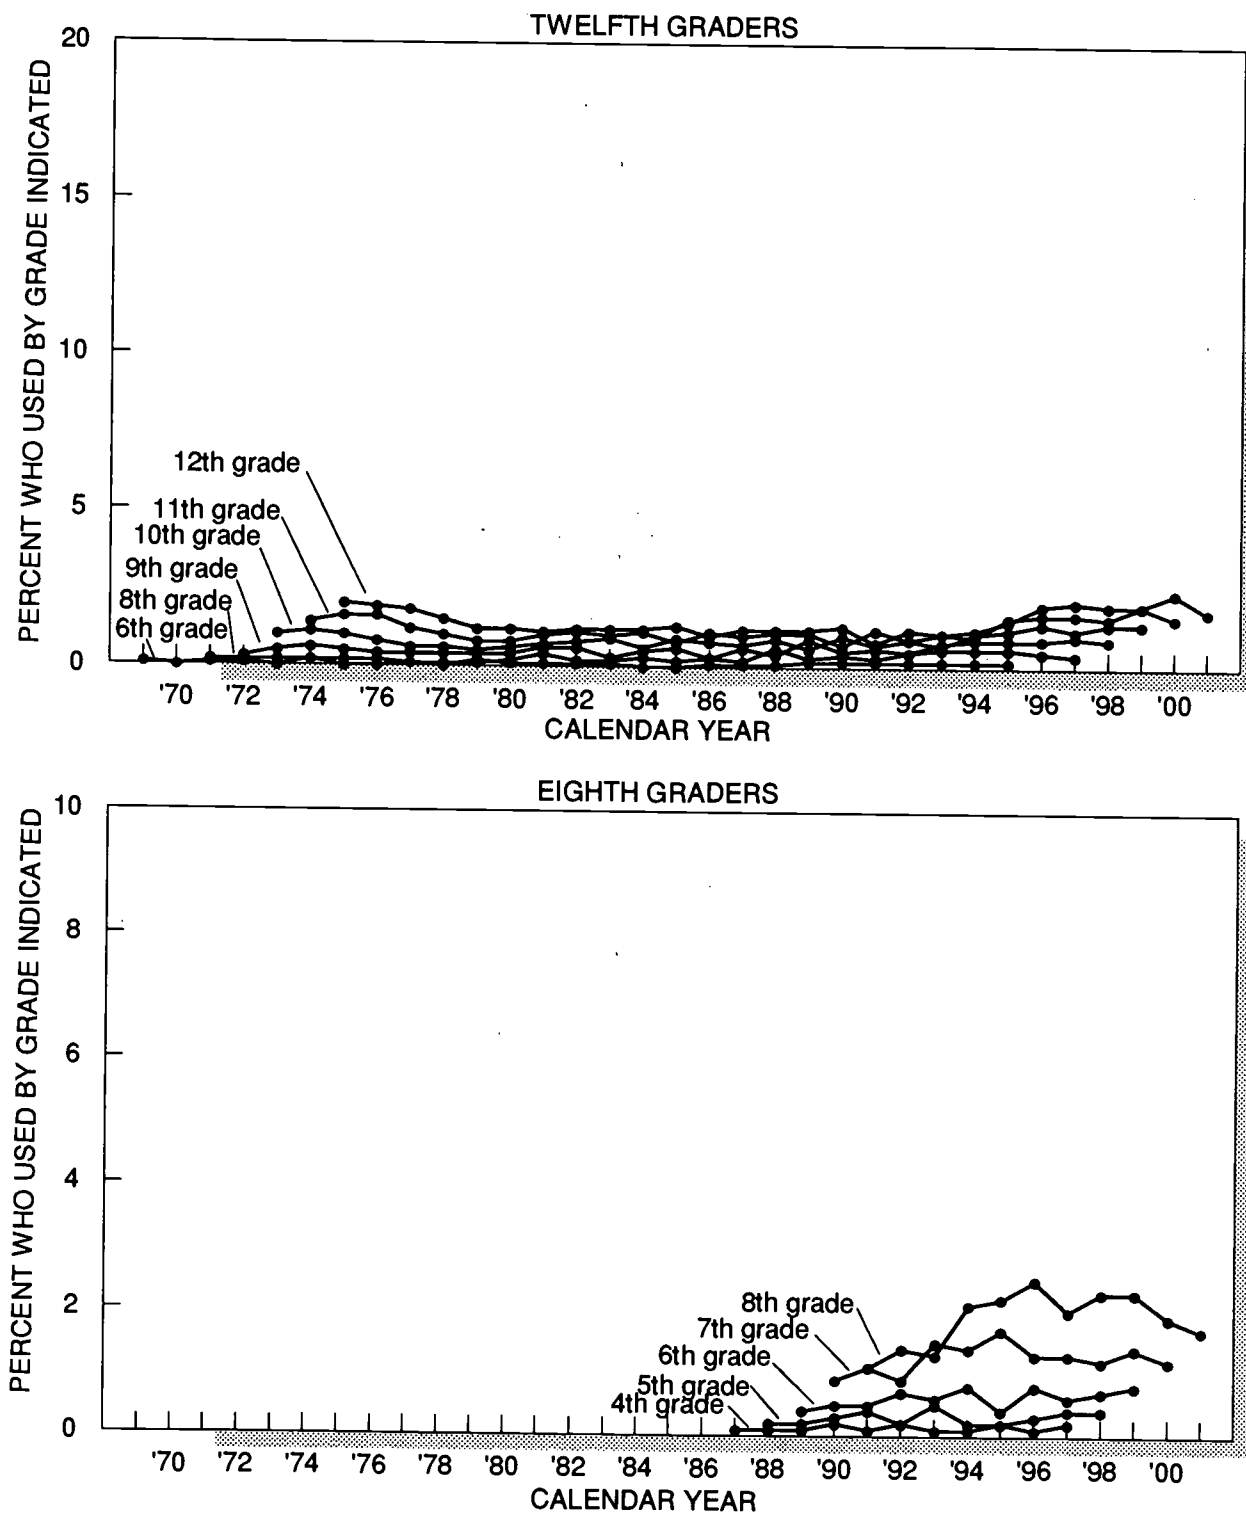 TWELFTH GRADERS
PERCENT WHO USED BY GRADE INDICATED
20
15
10
5
0
12th grade
11th grade
10th grade
9th grade
8th grade
6th grade
'70 '72 '74 '76 '78 '80 '82 '84 '86 '88 '90 '92 '94 '96 '98 '00
CALENDAR YEAR
EIGHTH GRADERS
PERCENT WHO USED BY GRADE INDICATED
10
8
6
4
2
0
8th grade
7th grade
6th grade
5th grade
4th grade
'70 '72 '74 '76 '78 '80 '82 '84 '86 '88 '90 '92 '94 '96 '98 '00
CALENDAR YEAR